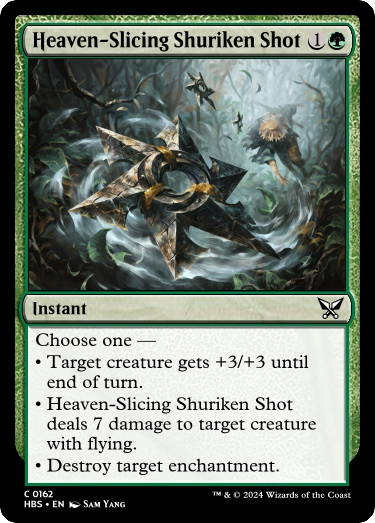 Heaven-Slicing Shuriken Shot 1
Instant
Choose one —
• Target creature gets +3/+3 until
end of turn.
• Heaven-Slicing Shuriken Shot
deals 7 damage to target creature
with flying.
• Destroy target enchantment.
C 0162
HBS • EN Sam Yang
™ & © 2024 Wizards of the Coast